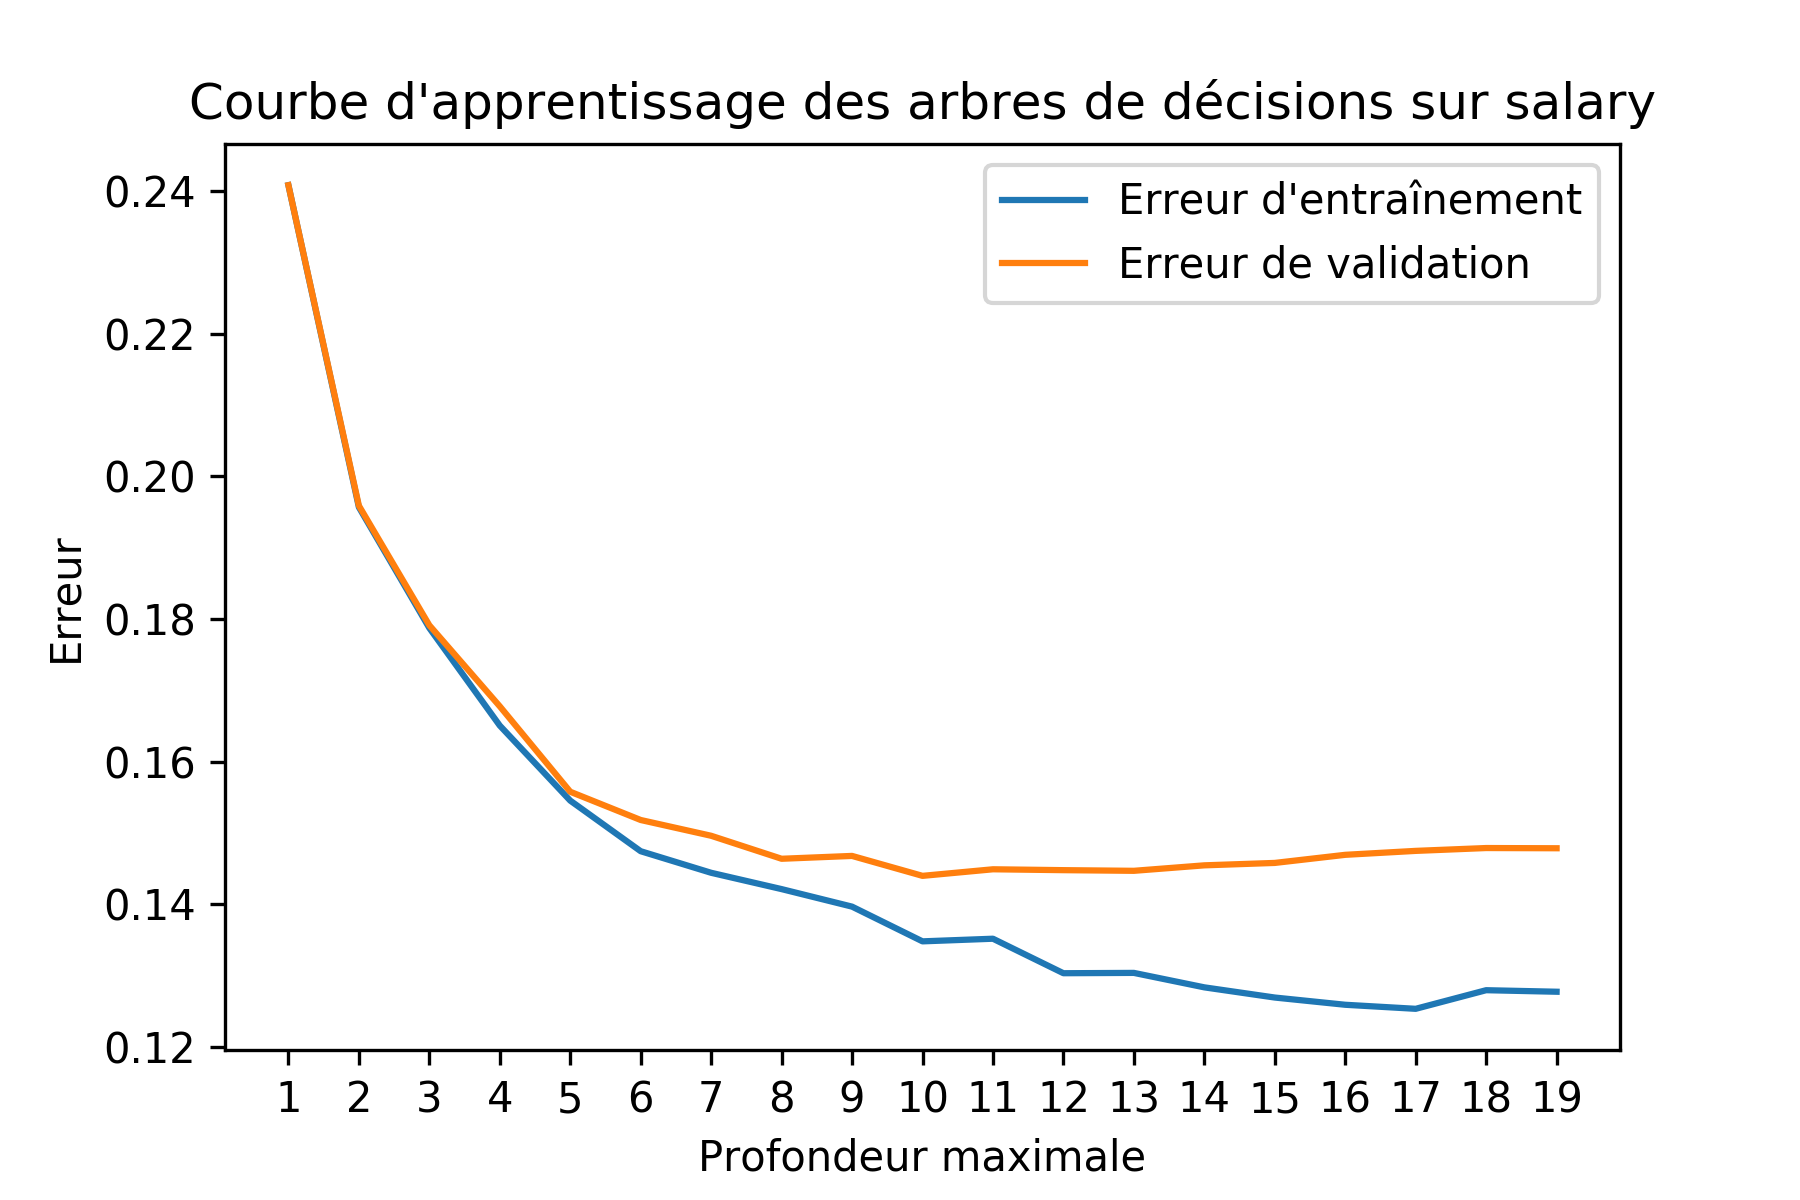 Courbe d'apprentissage des arbres de décisions sur salary
Erreur d'entraînement
Erreur de validation
0.24
0.22
0.20
0.18
0.16
0.14
0.12
Erreur
1 2 3 4 5 6 7 8 9 10 11 12 13 14 15 16 17 18 19
Profondeur maximale